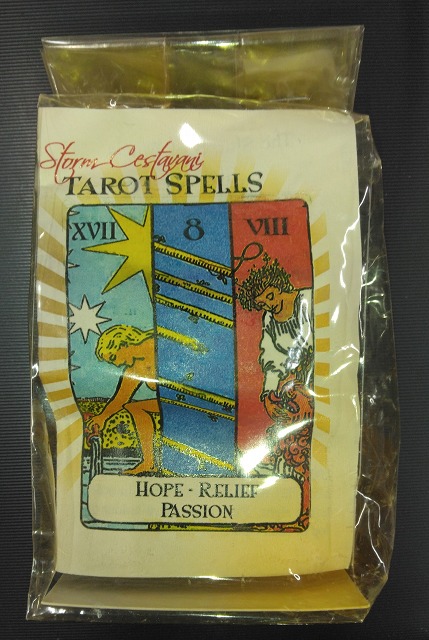 Storm Cestavani
TAROT SPELLS
XVII 8 VIII
HOPE - RELIEF
PASSION